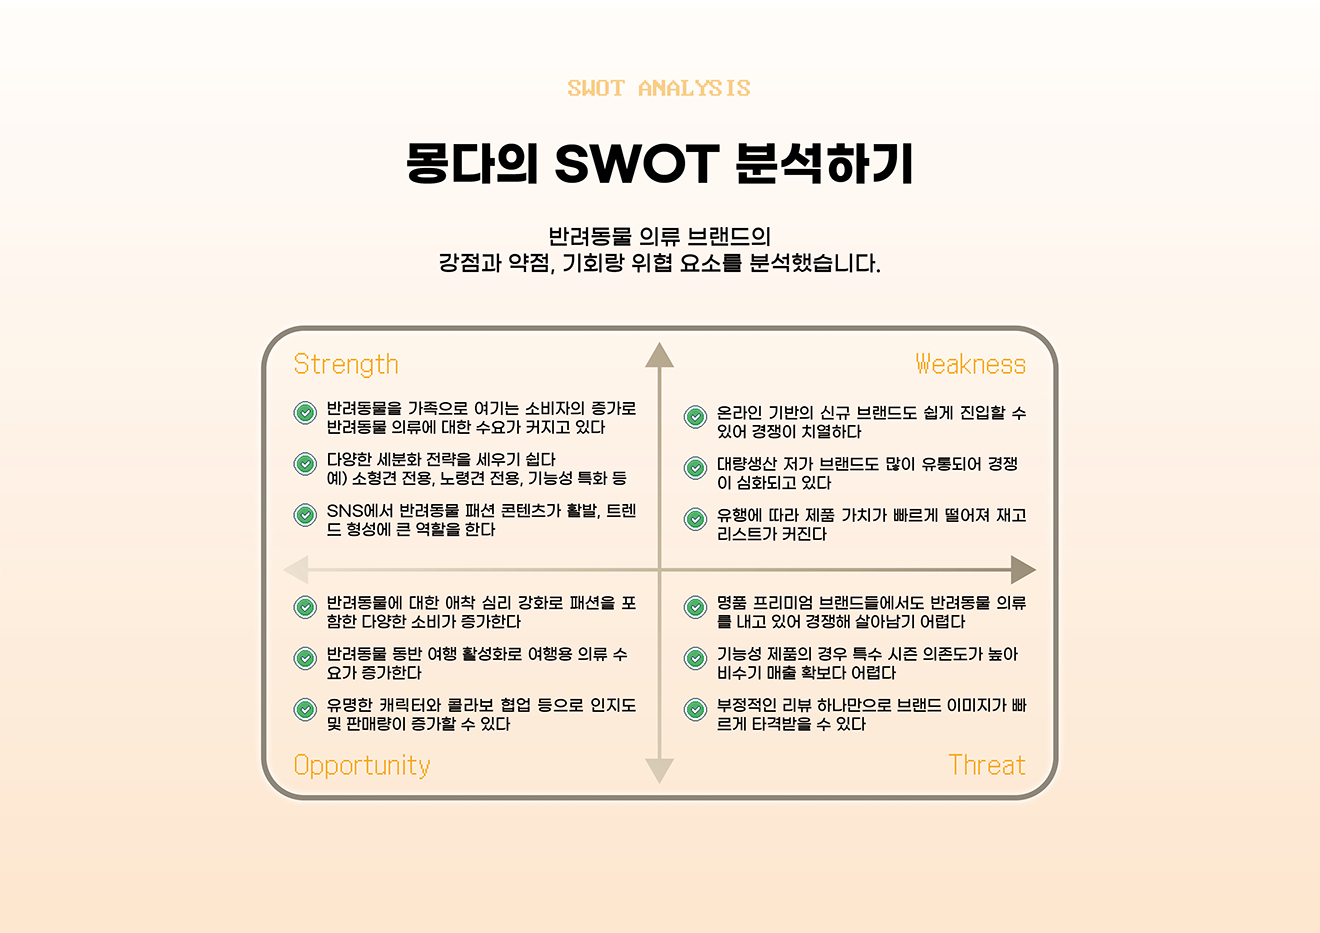 SWOT ANALYSIS
몽다의 SWOT 분석하기
반려동물 의류 브랜드의
강점과 약점, 기회랑 위협 요소를 분석했습니다.
Strength
반려동물을 가족으로 여기는 소비자의 증가로
반려동물 의류에 대한 수요가 커지고 있다
다양한 세분화 전략을 세우기 쉽다
예) 소형견 전용, 노령견 전용, 기능성 특화 등
SNS에서 반려동물 패션 콘텐츠가 활발, 트렌
드 형성에 큰 역할을 한다
Weakness
온라인 기반의 신규 브랜드도 쉽게 진입할 수
있어 경쟁이 치열하다
대량생산 저가 브랜드도 많이 유통되어 경쟁
이 심화되고 있다
유행에 따라 제품 가치가 빠르게 떨어져 재고
리스트가 커진다
반려동물에 대한 애착 심리 강화로 패션을 포
함한 다양한 소비가 증가한다
반려동물 동반 여행 활성화로 여행용 의류 수
요가 증가한다
유명한 캐릭터와 콜라보 협업 등으로 인지도
및 판매량이 증가할 수 있다
Opportunity
명품 프리미엄 브랜드들에서도 반려동물 의류
를 내고 있어 경쟁해 살아남기 어렵다
기능성 제품의 경우 특수 시즌 의존도가 높아
비수기 매출 확보다 어렵다
부정적인 리뷰 하나만으로 브랜드 이미지가 빠
르게 타격받을 수 있다
Threat